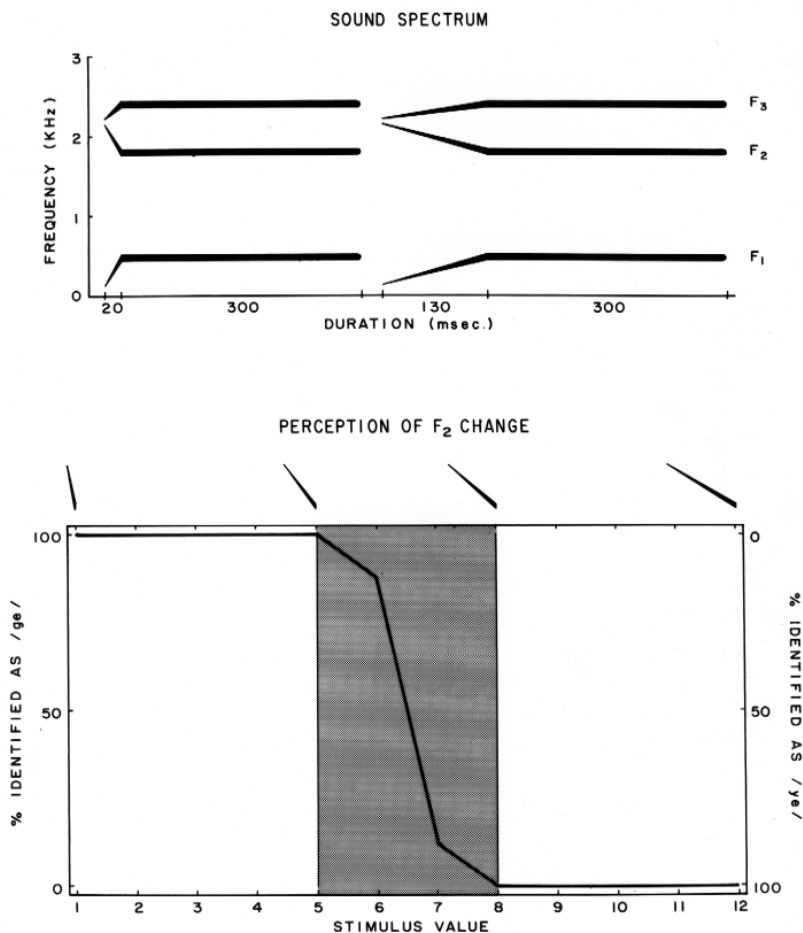 SOUND SPECTRUM
FREQUENCY (KHz)
3
2
1
0
F3
F2
F1
20 300 130 300
DURATION (msec.)
PERCEPTION OF F2 CHANGE
% IDENTIFIED AS /ge/
100
50
0
0
50
100
% IDENTIFIED AS /ye/
1 2 3 4 5 6 7 8 9 10 11 12
STIMULUS VALUE